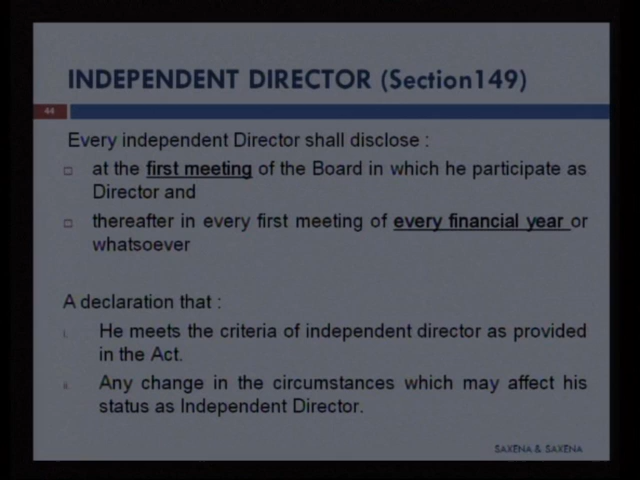 INDEPENDENT DIRECTOR (Section149)
44
Every independent Director shall disclose :
at the first meeting of the Board in which he participate as
Director and
thereafter in every first meeting of every financial year or
whatsoever
A declaration that :
i. He meets the criteria of independent director as provided
in the Act.
ii. Any change in the circumstances which may affect his
status as Independent Director.
SAXENA & SAXENA